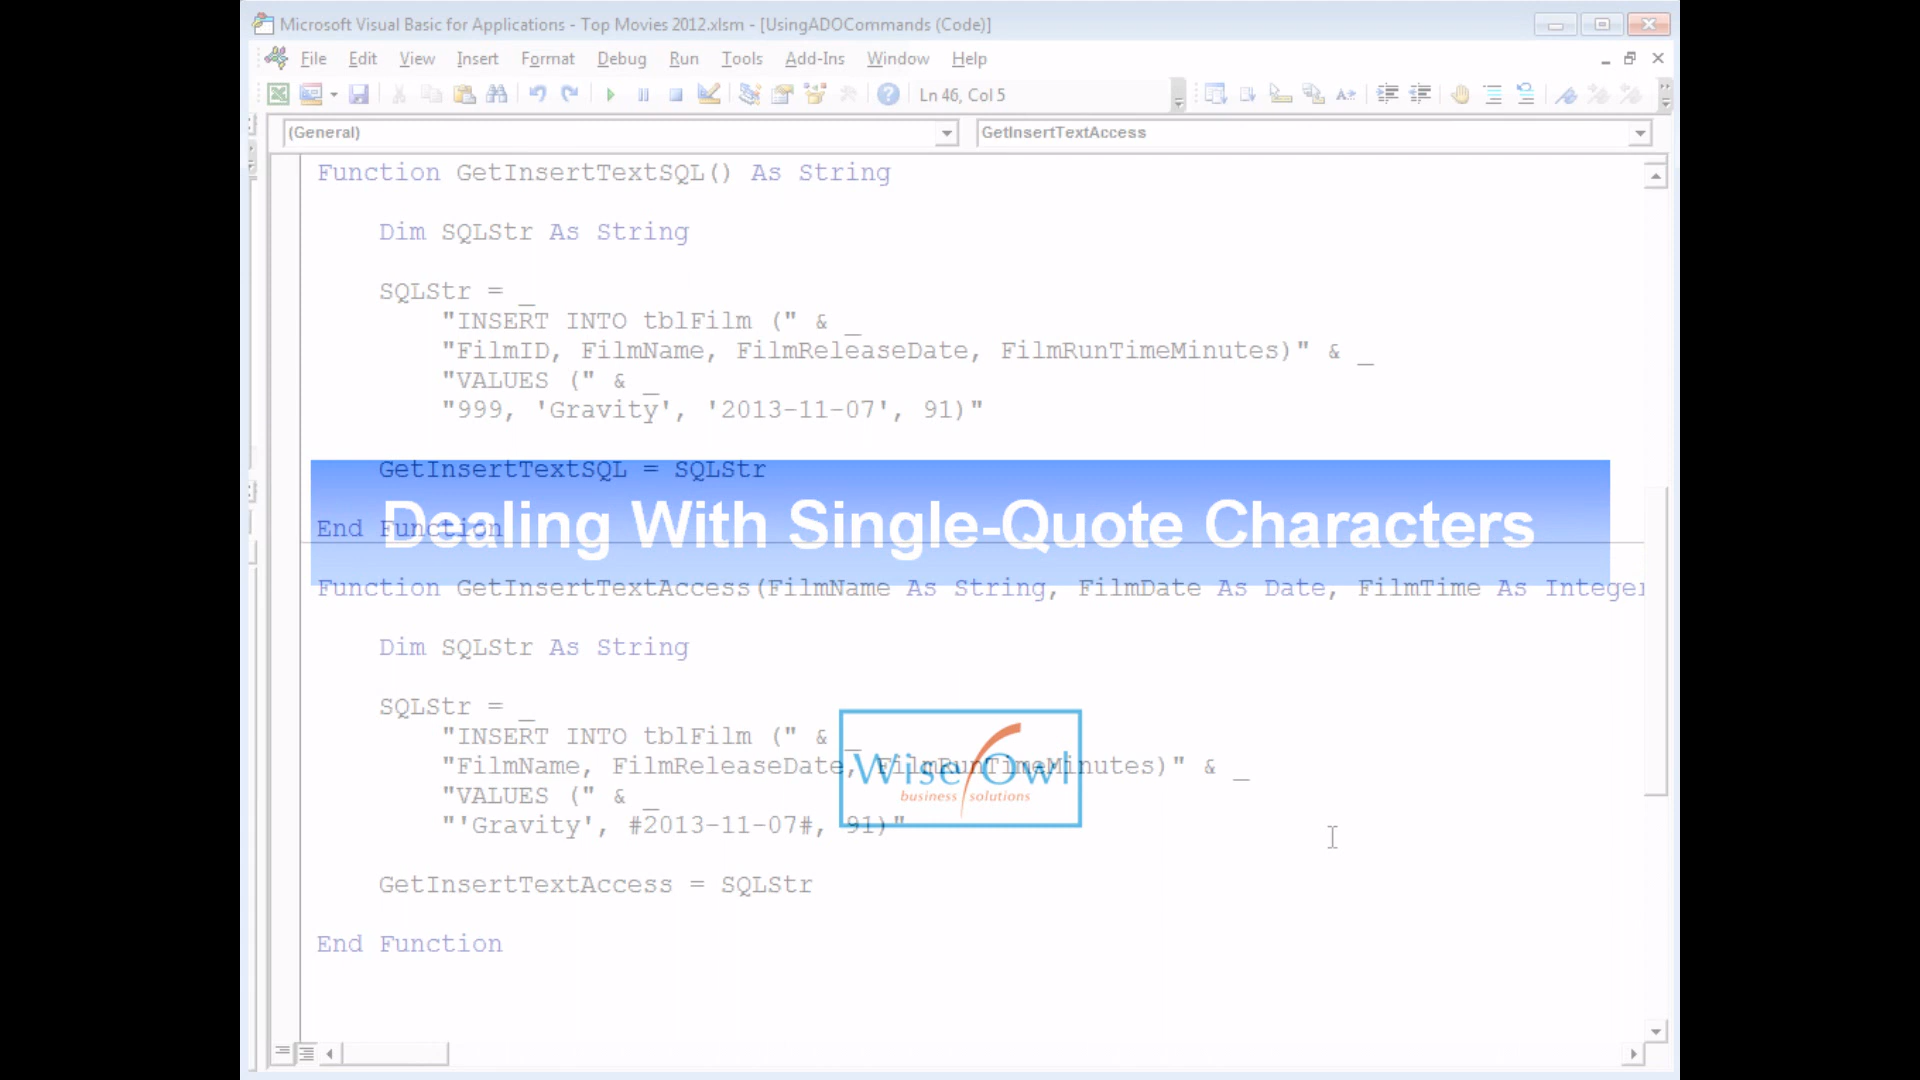 Microsoft Visual Basic for Applications - Top Movies 2012.xlsm - [UsingADOCommands (Code)]
File Edit View Insert Format Debug Run Tools Add-Ins Window Help
Ln 46, Col 5
(General) GetInsertTextAccess
Function GetInsertTextSQL() As String
Dim SQLStr As String
SQLStr = _
"INSERT INTO tblFilm (" & _
"FilmID, FilmName, FilmReleaseDate, FilmRunTimeMinutes)" & _
"VALUES (" & _
"999, 'Gravity', '2013-11-07', 91)"
GetInsertTextSQL = SQLStr
Dealing With Single-Quote Characters
End Function
Function GetInsertTextAccess(FilmName As String, FilmDate As Date, FilmTime As Integer
Dim SQLStr As String
SQLStr = _
"INSERT INTO tblFilm (" & _
"FilmName, FilmReleaseDate, FilmRunTimeMinutes)" & _
Wise Owl
business solutions
"VALUES (" & _
"'Gravity', #2013-11-07#, 91)"
GetInsertTextAccess = SQLStr
End Function